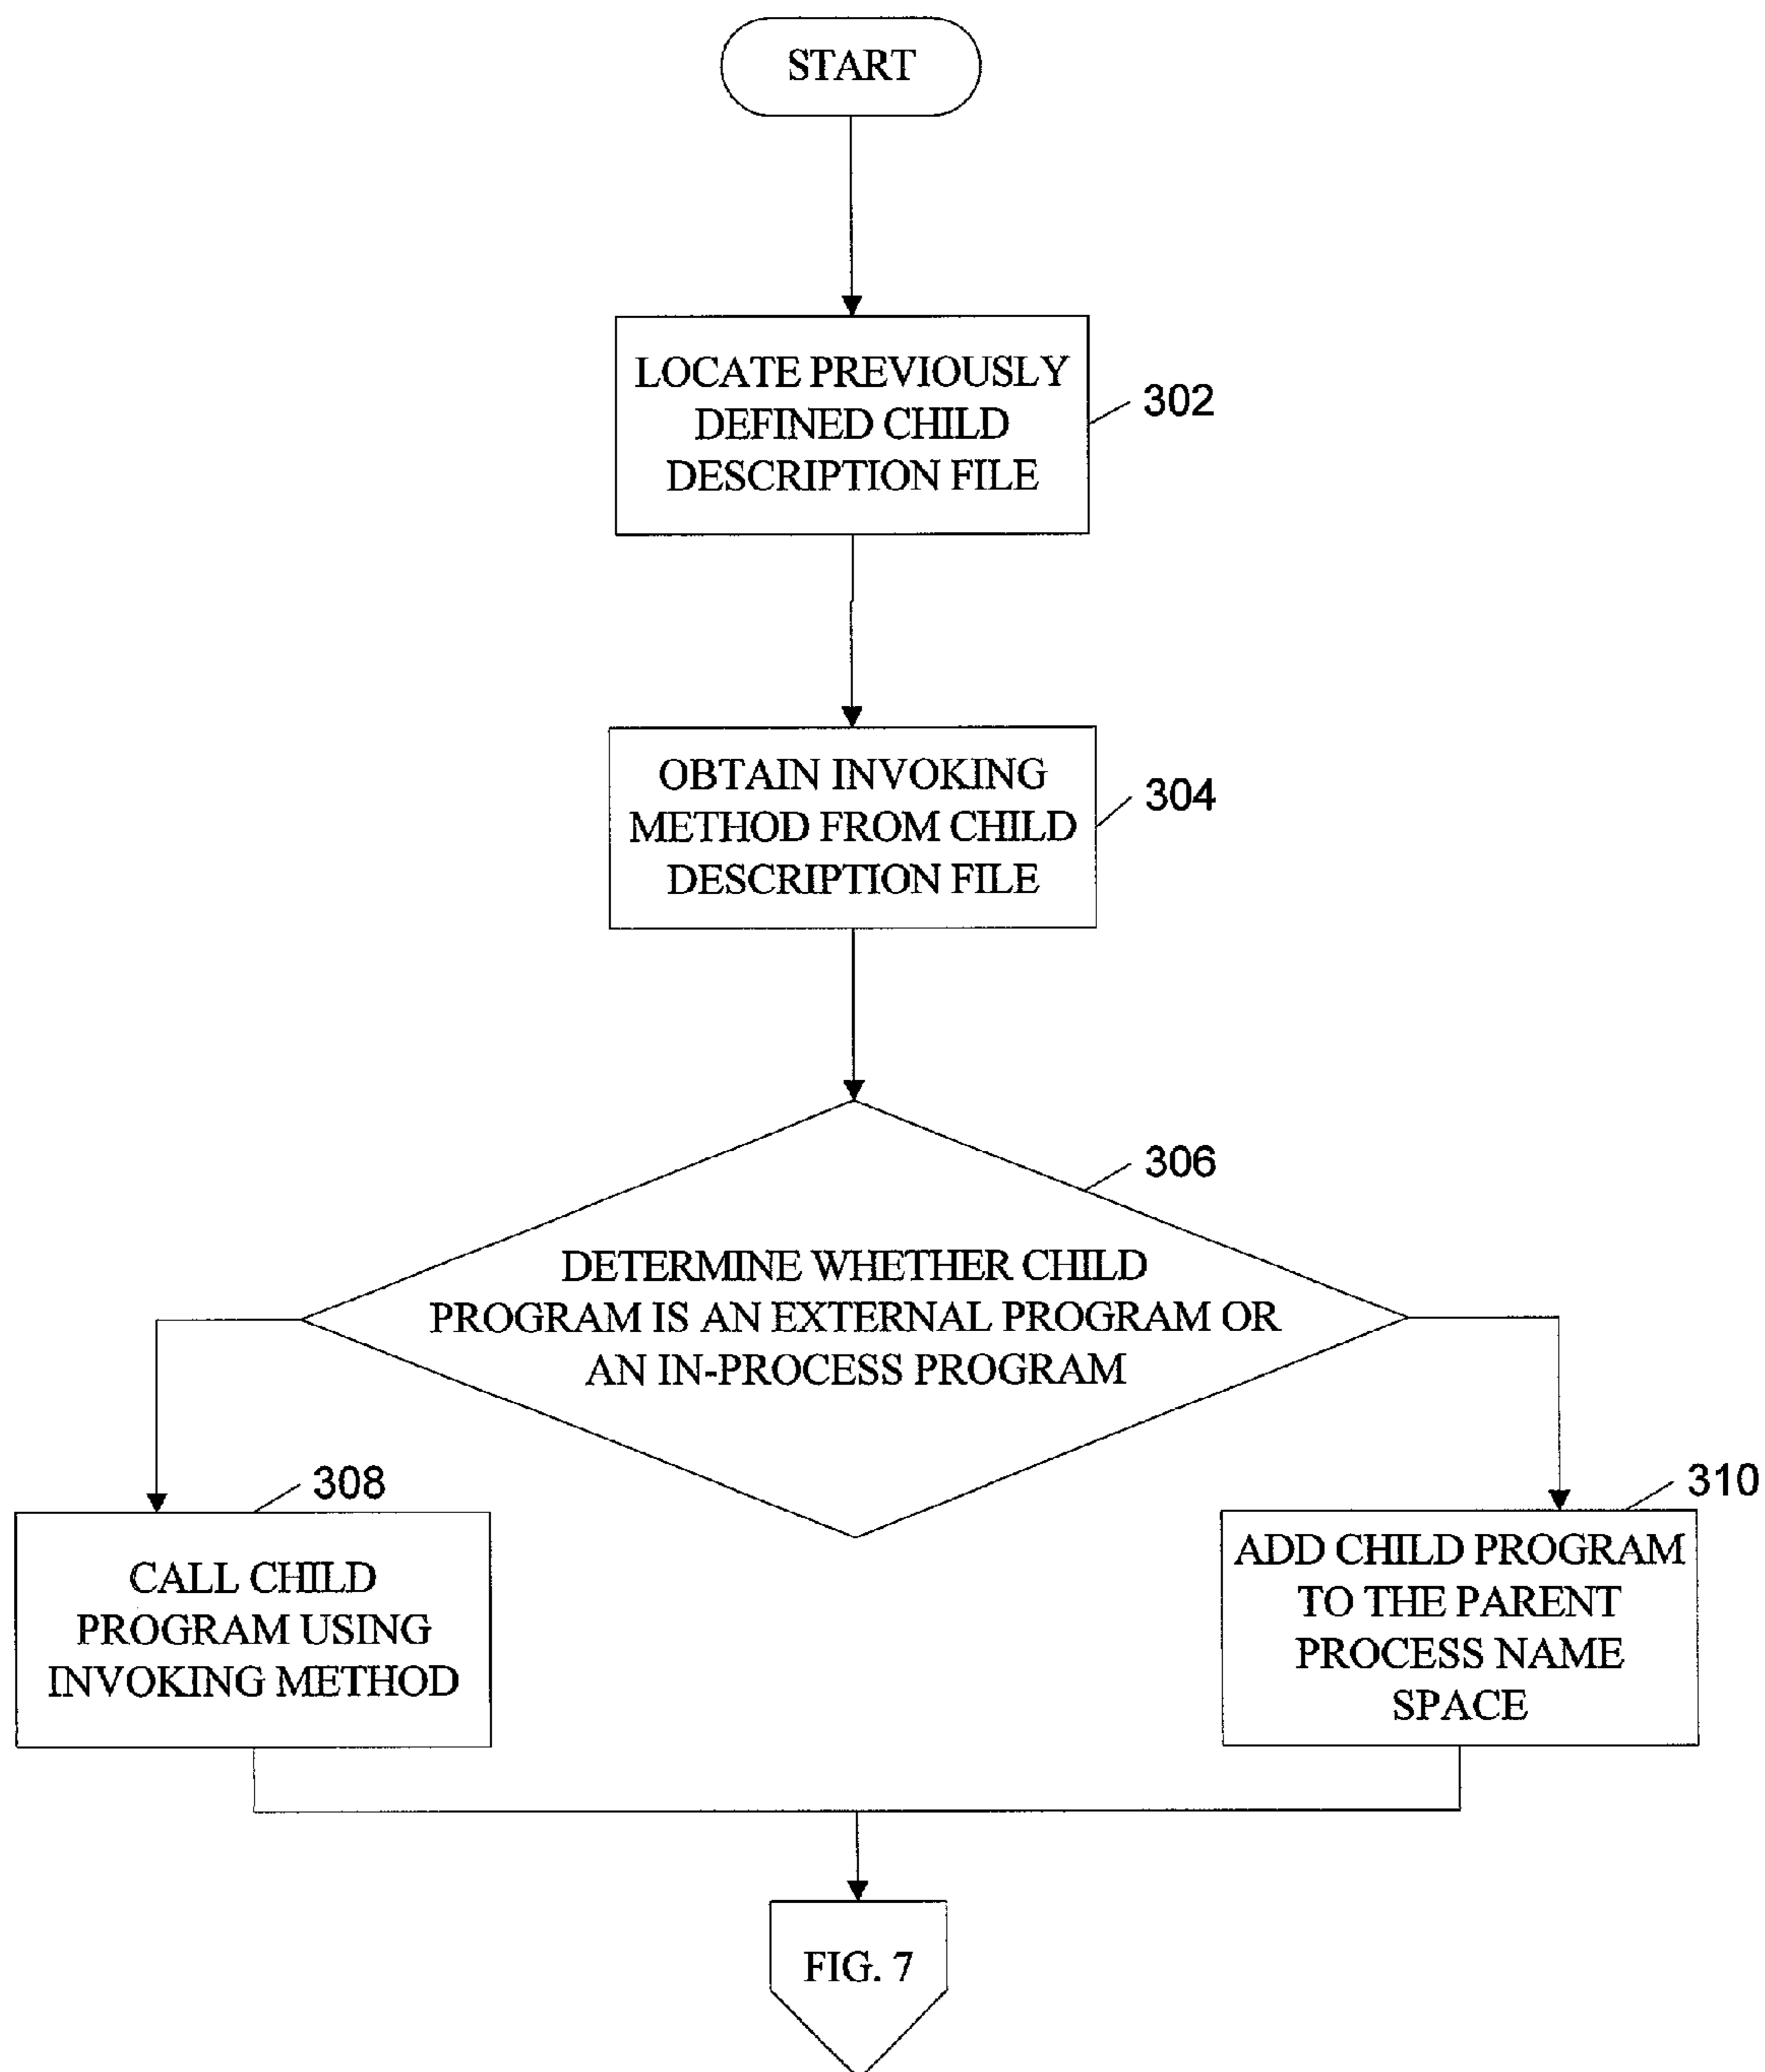 START
LOCATE PREVIOUSLY
DEFINED CHILD
DESCRIPTION FILE
302
OBTAIN INVOKING
METHOD FROM CHILD
DESCRIPTION FILE
304
306
DETERMINE WHETHER CHILD
PROGRAM IS AN EXTERNAL PROGRAM OR
AN IN-PROCESS PROGRAM
308
CALL CHILD
PROGRAM USING
INVOKING METHOD
310
ADD CHILD PROGRAM
TO THE PARENT
PROCESS NAME
SPACE
FIG. 7